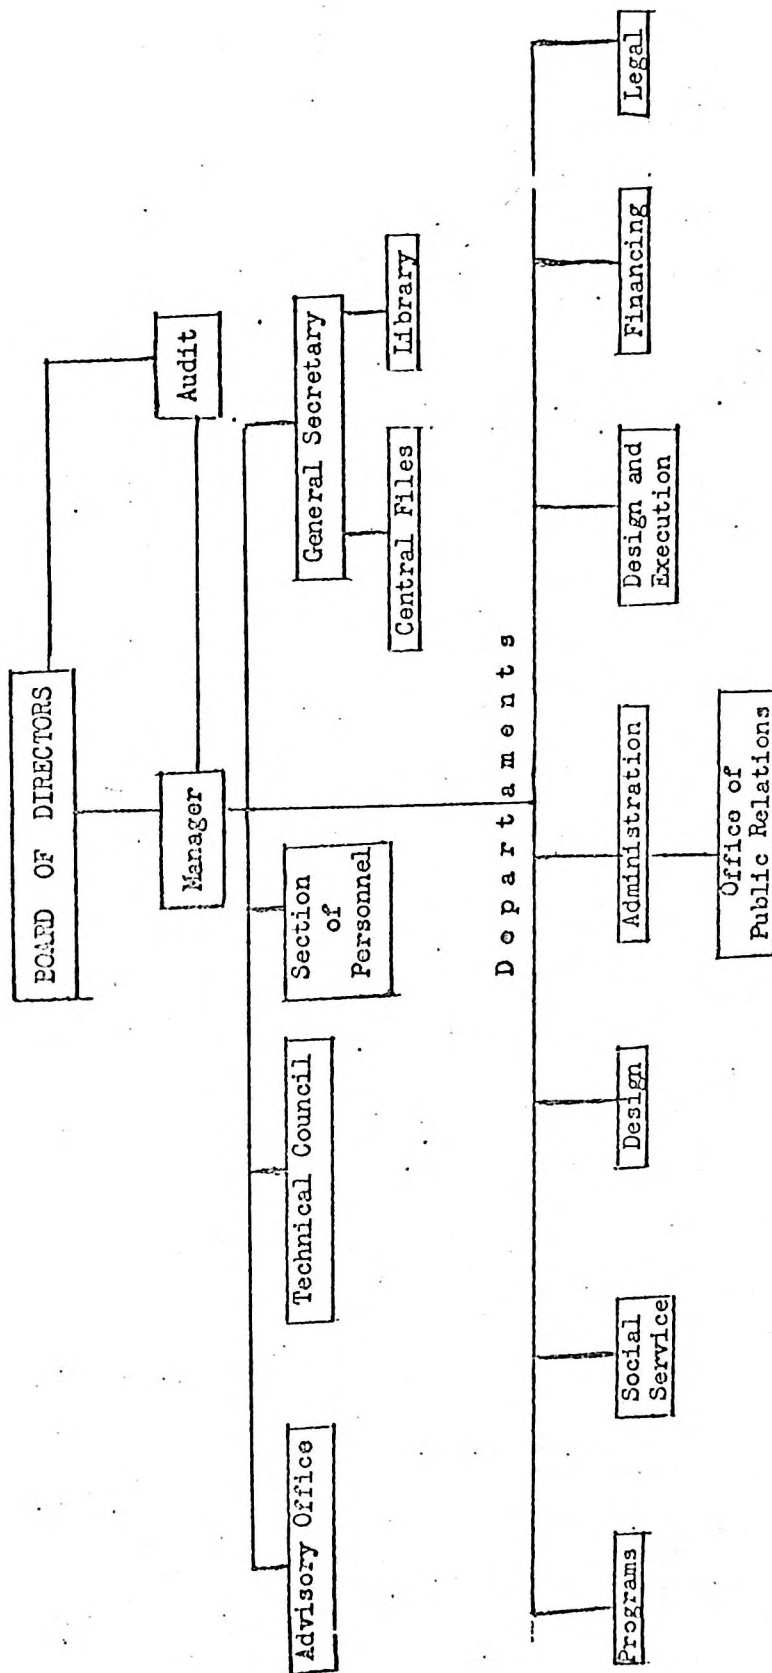 BOARD OF DIRECTORS
Manager
Audit
Advisory Office
Technical Council
Section
of
Personnel
General Secretary
Central Files
Library
Departaments
Programs
Social
Service
Design
Administration
Design and
Execution
Financing
Legal
Office of
Public Relations